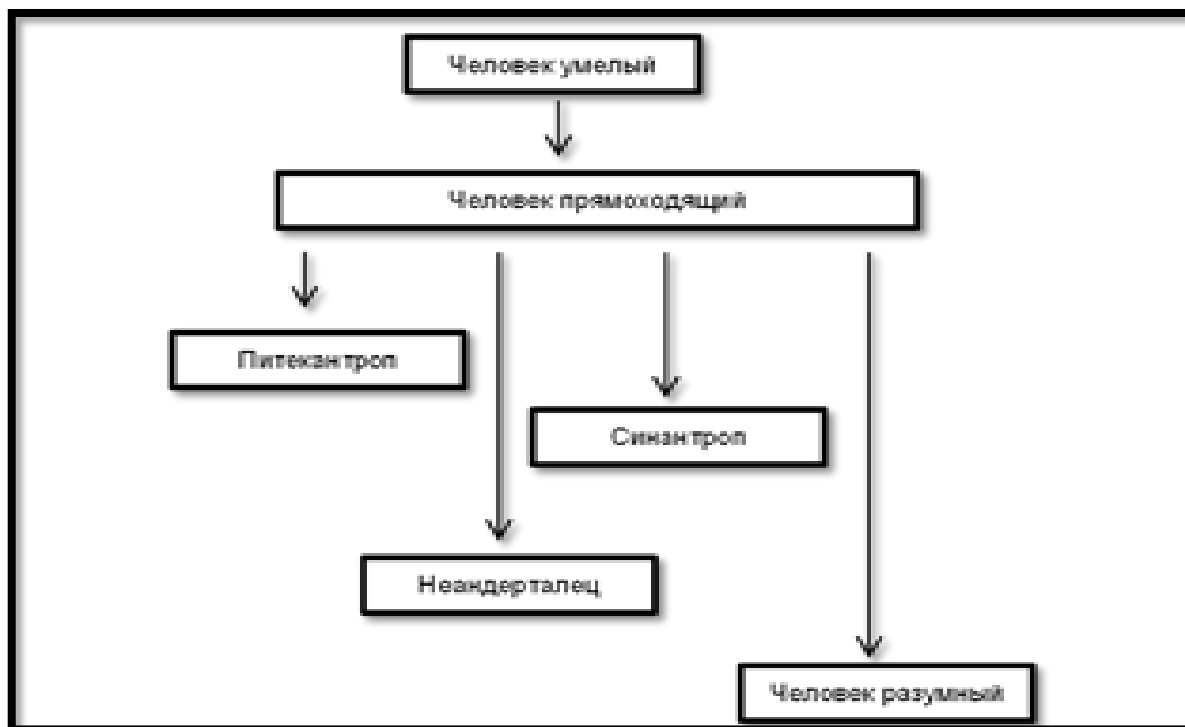 Человек умелый
Человек прямоходящий
Питекантроп
Синантроп
Неандерталец
Человек разумный